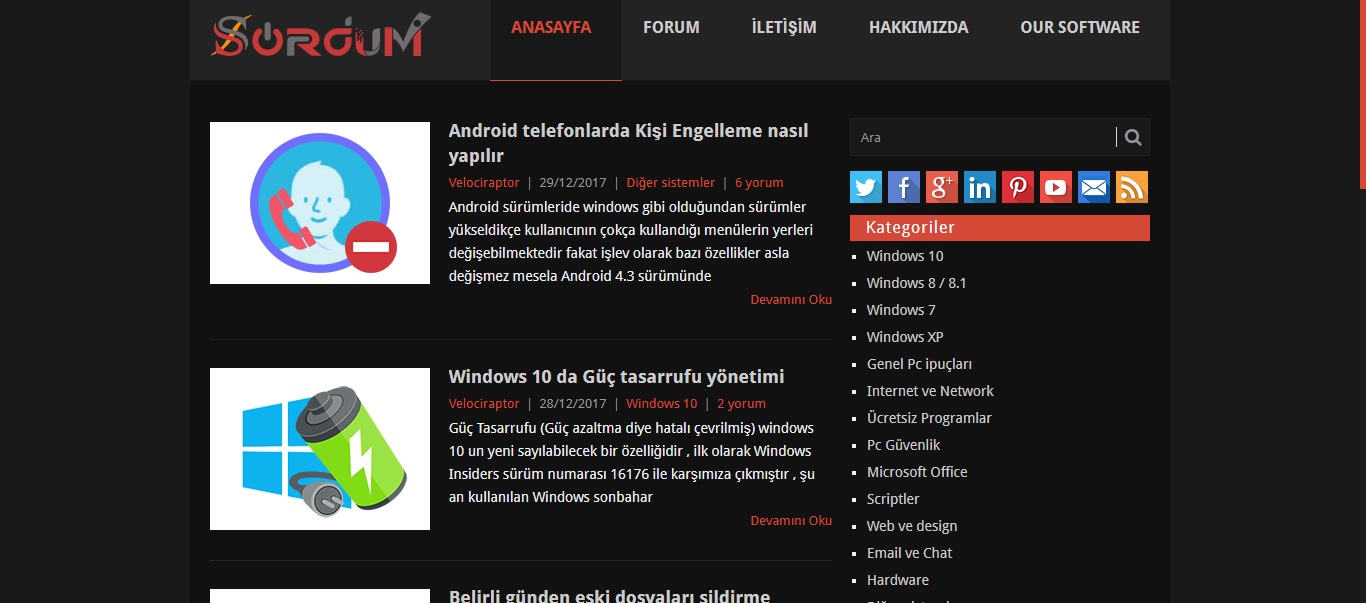 SORDUM
ANASAYFA
FORUM
İLETİŞİM
HAKKIMIZDA
OUR SOFTWARE
Android telefonlarda Kişi Engelleme nasıl
yapılır
Velociraptor | 29/12/2017 | Diğer sistemler | 6 yorum
Android sürümleride windows gibi olduğundan sürümler
yükseldikçe kullanıcının çokça kullandığı menülerin yerleri
değişebilmektedir fakat işlev olarak bazı özellikler asla
değişmez mesela Android 4.3 sürümünde
Devamını Oku
Windows 10 da Güç tasarrufu yönetimi
Velociraptor | 28/12/2017 | Windows 10 | 2 yorum
Güç Tasarrufu (Güç azaltma diye hatalı çevrilmiş) windows
10 un yeni sayılabilecek bir özelliğidir , ilk olarak Windows
Insiders sürüm numarası 16176 ile karşımıza çıkmıştır , şu
an kullanılan Windows sonbahar
Devamını Oku
Belirli günden eski dosyaları sildirme
Ara
Kategoriler
Windows 10
Windows 8 / 8.1
Windows 7
Windows XP
Genel Pc ipuçları
Internet ve Network
Ücretsiz Programlar
Pc Güvenlik
Microsoft Office
Scriptler
Web ve design
Email ve Chat
Hardware